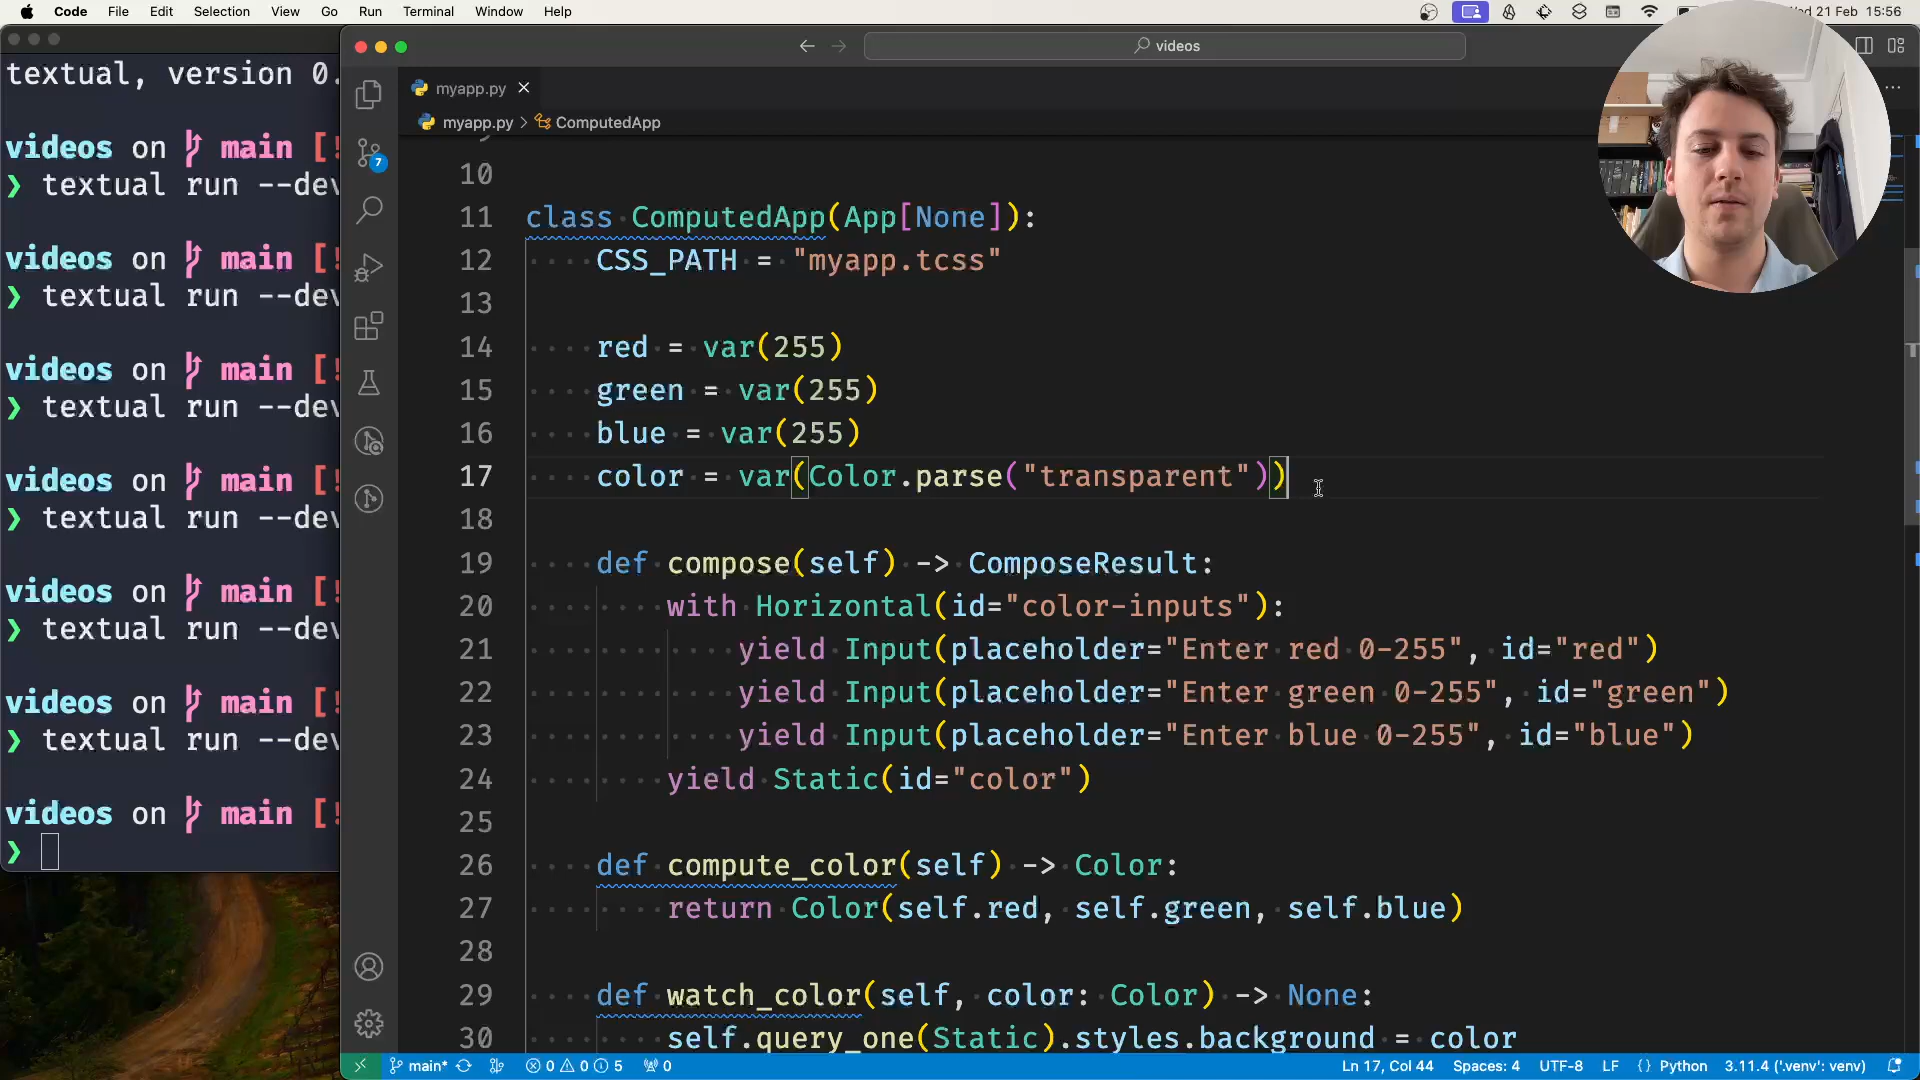 Code File Edit Selection View Go Run Terminal Window Help
21 Feb 15:56
videos
textual, version 0.
videos on main [!
❯ textual run --dev
videos on main [!
❯ textual run --dev
videos on main [!
❯ textual run --dev
videos on main [!
❯ textual run --dev
videos on main [!
❯ textual run --dev
videos on main [!
❯ textual run --dev
videos on main [!
❯
7
myapp.py
myapp.py > ComputedApp
10
11 class ComputedApp(App[None]):
12 CSS_PATH = "myapp.tcss"
13
14 red = var(255)
15 green = var(255)
16 blue = var(255)
17 color = var(Color.parse("transparent"))
18
19 def compose(self) -> ComposeResult:
20 with Horizontal(id="color-inputs"):
21 yield Input(placeholder="Enter red 0-255", id="red")
22 yield Input(placeholder="Enter green 0-255", id="green")
23 yield Input(placeholder="Enter blue 0-255", id="blue")
24 yield Static(id="color")
25
26 def compute_color(self) -> Color:
27 return Color(self.red, self.green, self.blue)
28
29 def watch_color(self, color: Color) -> None:
30 self.query_one(Static).styles.background = color
main* 0 0 5 0 Ln 17, Col 44 Spaces: 4 UTF-8 LF {} Python 3.11.4 ('.venv': venv)